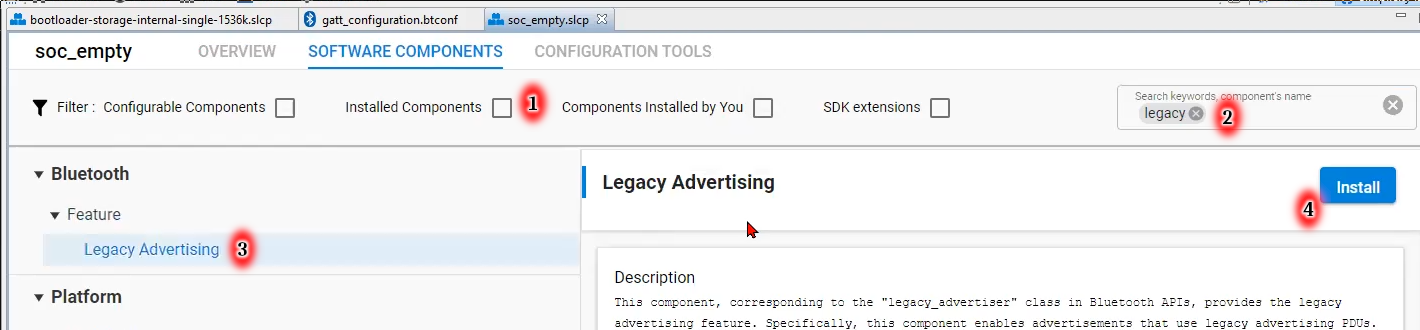 bootloader-storage-internal-single-1536k.slcp gatt_configuration.btconf soc_empty.slcp
soc_empty OVERVIEW SOFTWARE COMPONENTS CONFIGURATION TOOLS
Filter : Configurable Components Installed Components 1 Components Installed by You SDK extensions
Search keywords, component's name
legacy 2
Bluetooth
Feature
Legacy Advertising 3
Platform
Legacy Advertising
Install
4
Description
This component, corresponding to the "legacy_advertiser" class in Bluetooth APIs, provides the legacy
advertising feature. Specifically, this component enables advertisements that use legacy advertising PDUs.